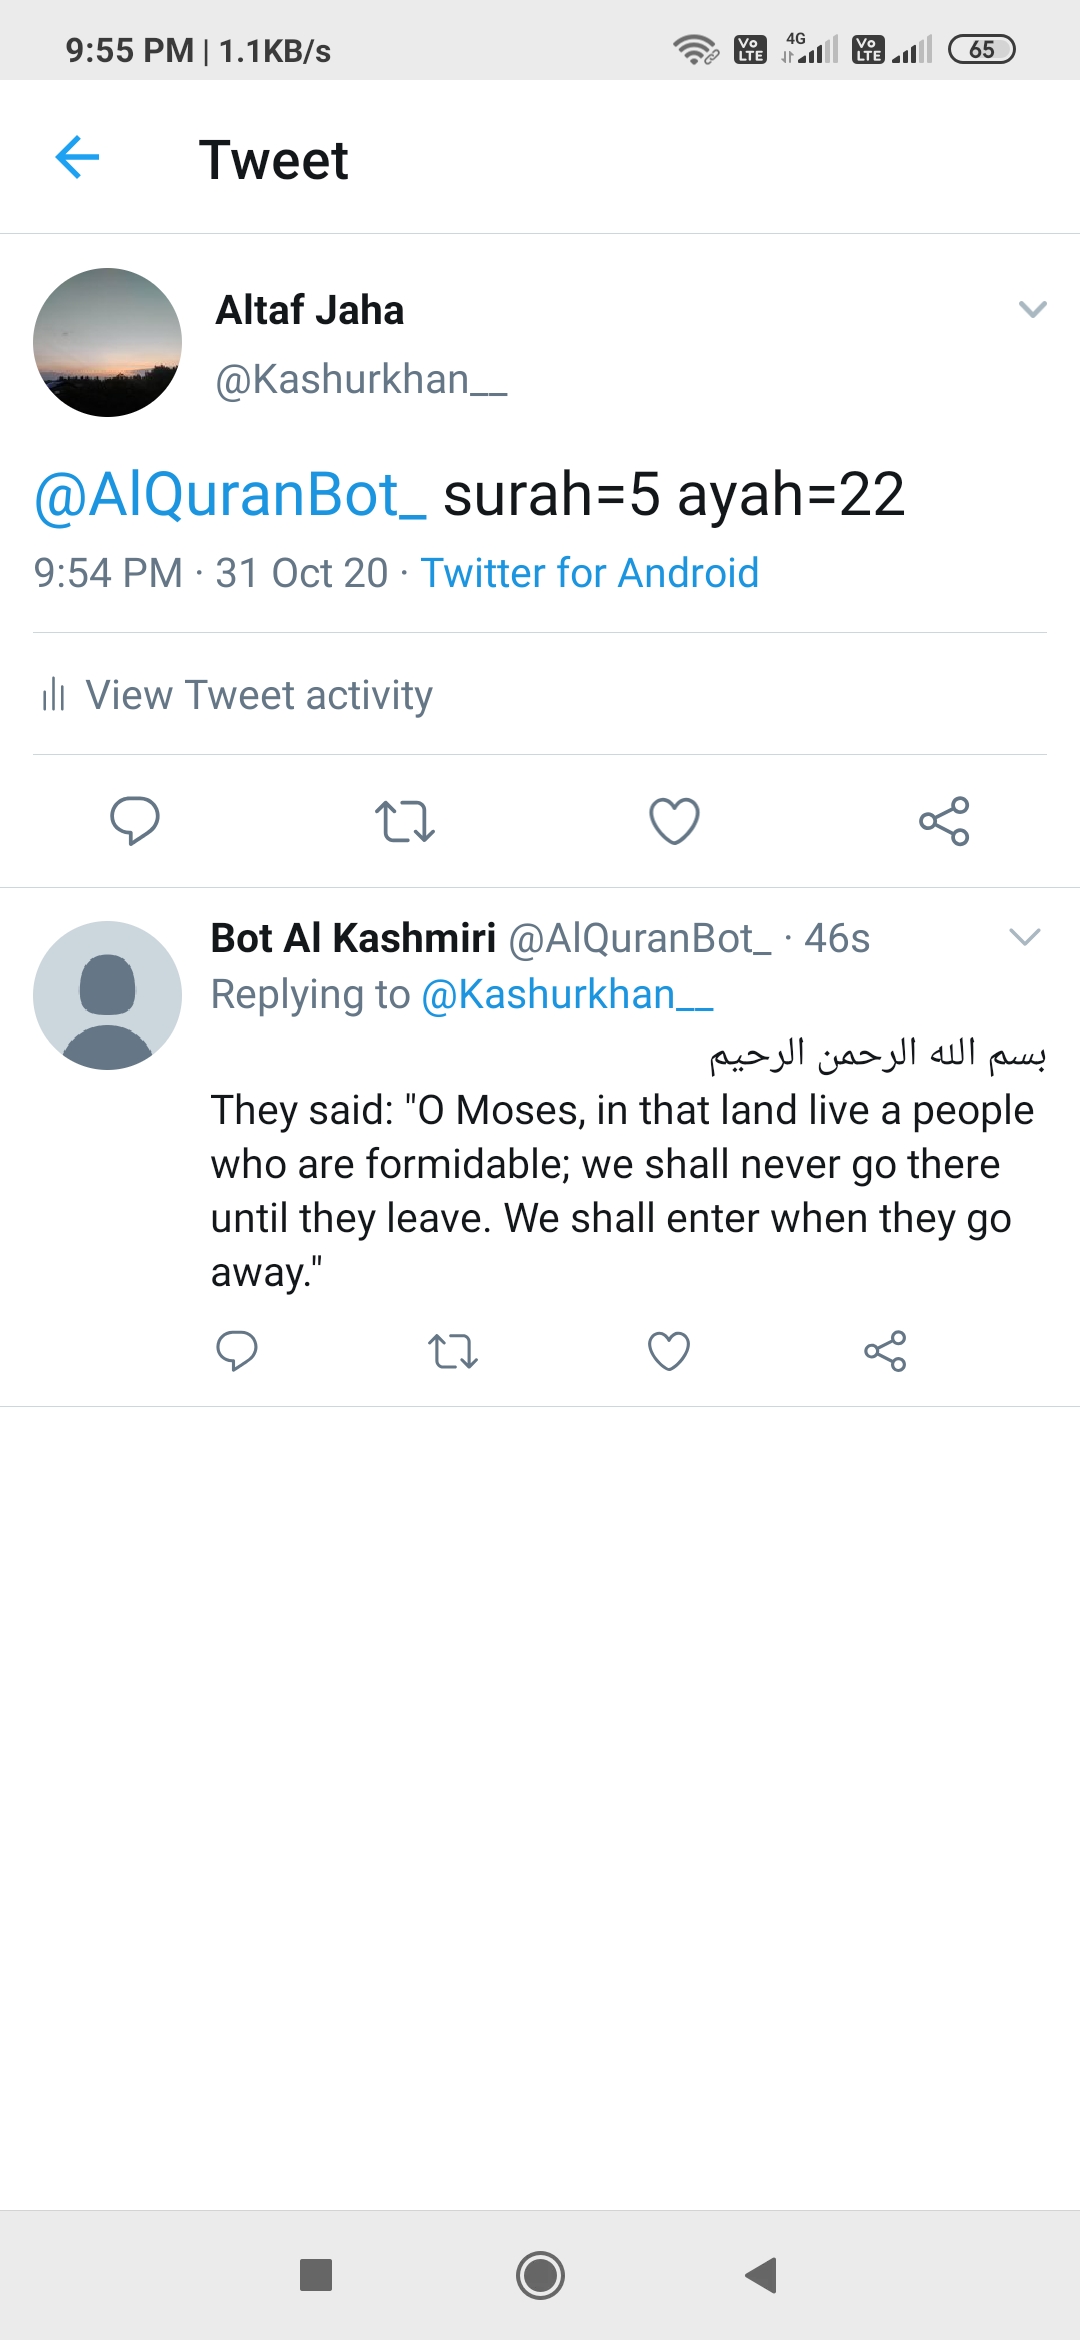 9:55 PM | 1.1KB/s Vo LTE 4G Vo LTE 65
Tweet
Altaf Jaha
@Kashurkhan__
@AlQuranBot_ surah=5 ayah=22
9:54 PM · 31 Oct 20 · Twitter for Android
View Tweet activity
Bot Al Kashmiri @AlQuranBot_ · 46s
Replying to @Kashurkhan__
بسم الله الرحمن الرحيم
They said: "O Moses, in that land live a people
who are formidable; we shall never go there
until they leave. We shall enter when they go
away."